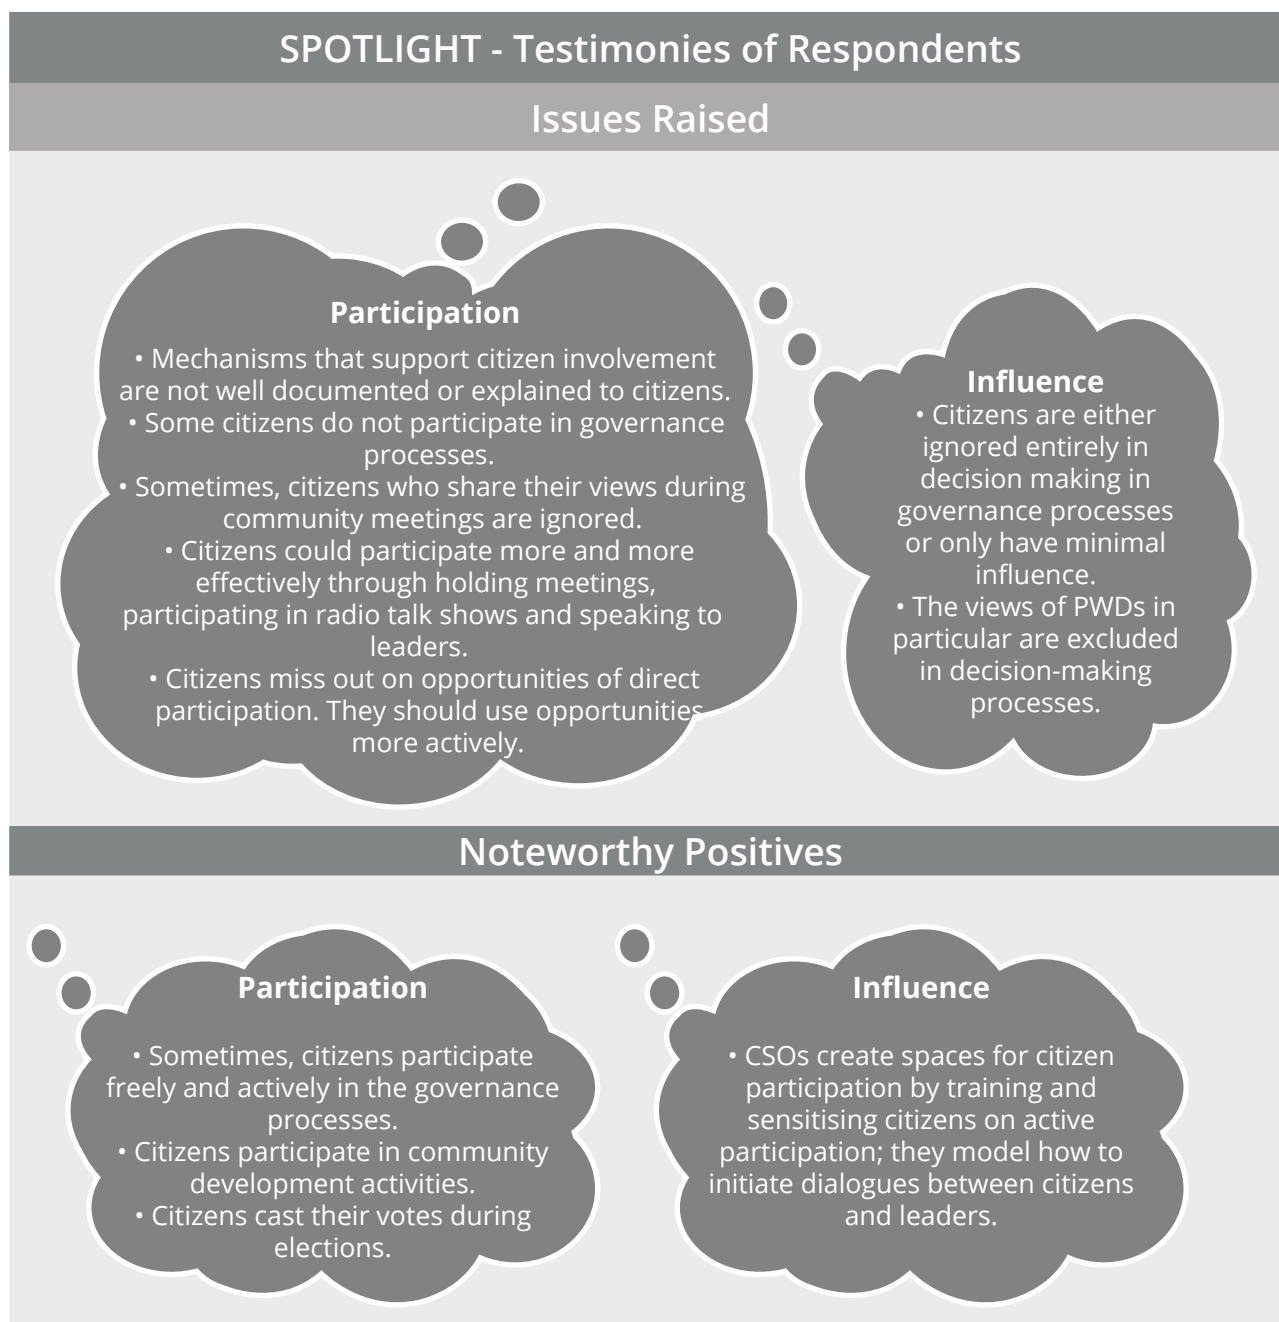 SPOTLIGHT - Testimonies of Respondents
Issues Raised
Participation
• Mechanisms that support citizen involvement
are not well documented or explained to citizens.
• Some citizens do not participate in governance
processes.
• Sometimes, citizens who share their views during
community meetings are ignored.
• Citizens could participate more and more
effectively through holding meetings,
participating in radio talk shows and speaking to
leaders.
• Citizens miss out on opportunities of direct
participation. They should use opportunities
more actively.
Influence
• Citizens are either
ignored entirely in
decision making in
governance processes
or only have minimal
influence.
• The views of PWDs in
particular are excluded
in decision-making
processes.
Noteworthy Positives
Participation
• Sometimes, citizens participate
freely and actively in the governance
processes.
• Citizens participate in community
development activities.
• Citizens cast their votes during
elections.
Influence
• CSOs create spaces for citizen
participation by training and
sensitising citizens on active
participation; they model how to
initiate dialogues between citizens
and leaders.